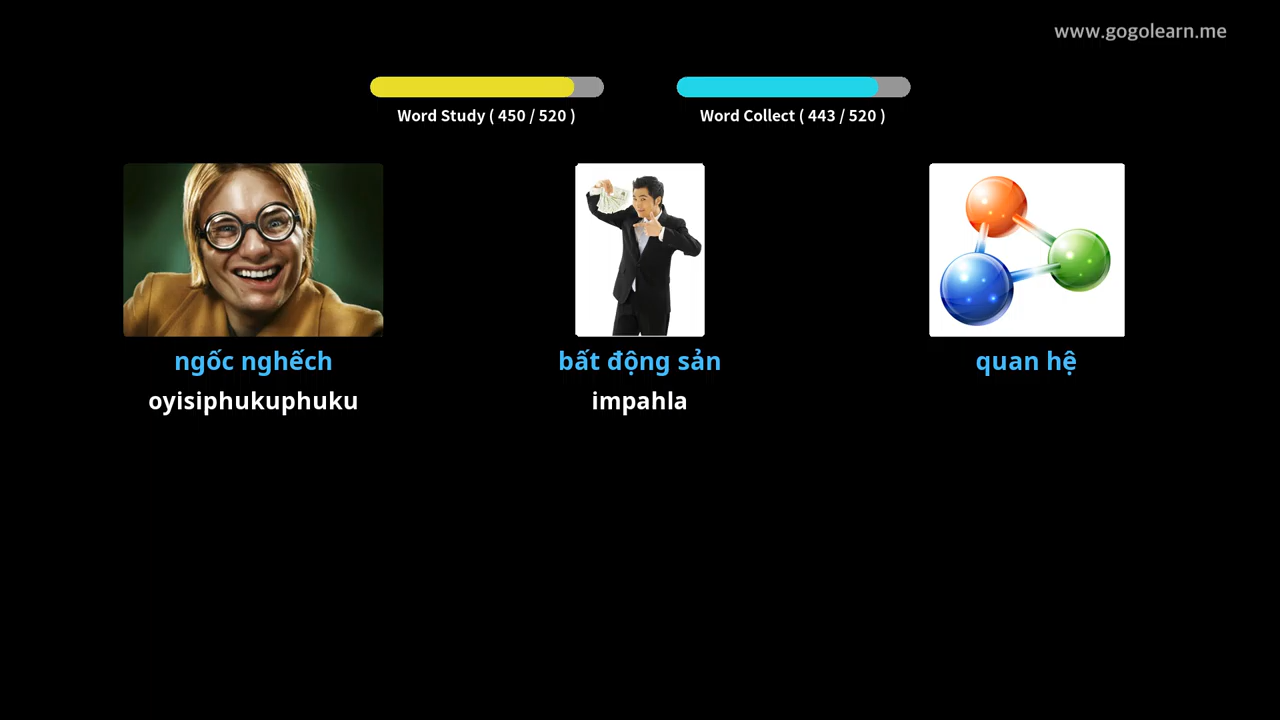 www.gogolearn.me
Word Study ( 450 / 520 )
Word Collect ( 443 / 520 )
ngốc nghếch
bất động sản
quan hệ
oyisiphukuphuku
impahla